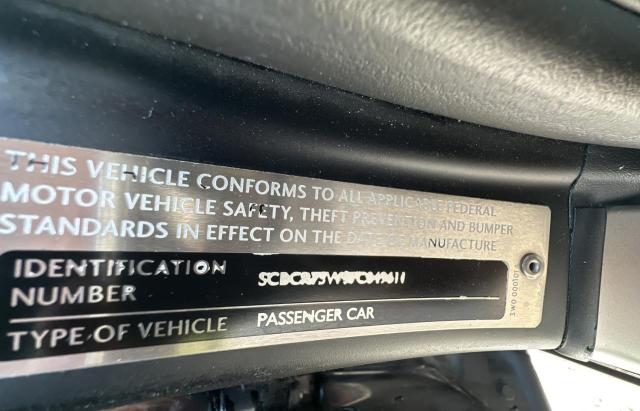 THIS VEHICLE CONFORMS TO ALL APPLICABLE FEDERAL
MOTOR VEHICLE SAFETY, THEFT PREVENTION AND BUMPER
STANDARDS IN EFFECT ON THE DATE OF MANUFACTURE
IDENTIFICATION
NUMBER
TYPE OF VEHICLE PASSENGER CAR